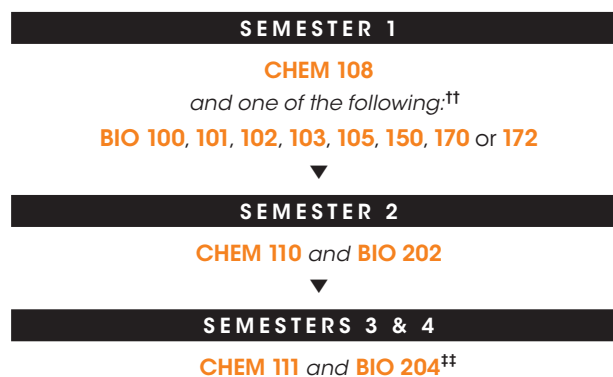 SEMESTER 1
CHEM 108
and one of the following:††
BIO 100, 101, 102, 103, 105, 150, 170 or 172
SEMESTER 2
CHEM 110 and BIO 202
SEMESTERS 3 & 4
CHEM 111 and BIO 204‡‡